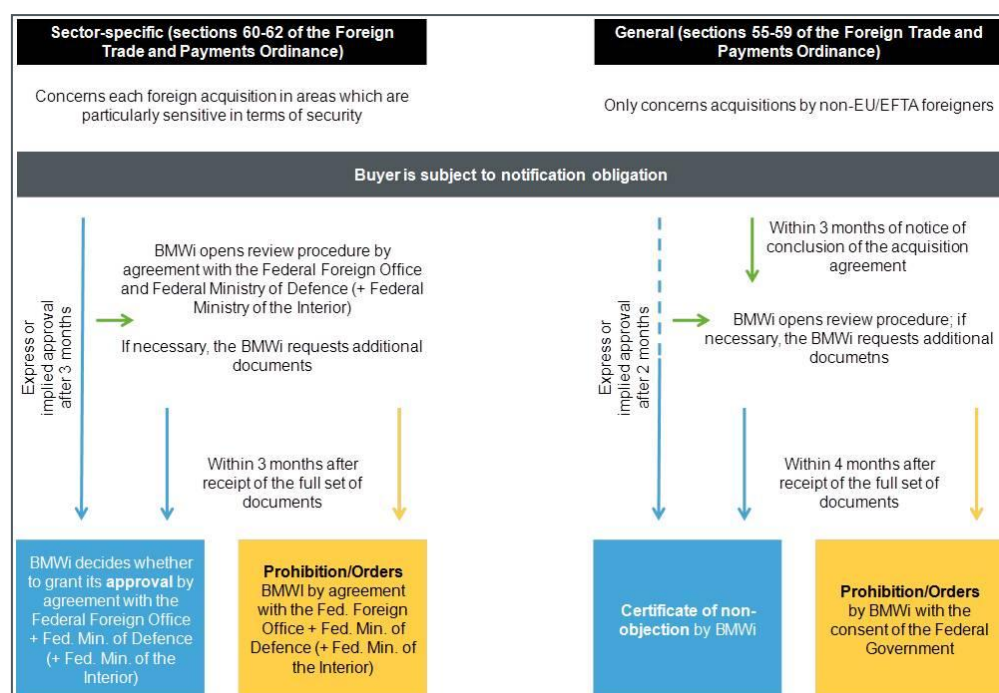 Sector-specific (sections 60-62 of the Foreign
Trade and Payments Ordinance)
General (sections 55-59 of the Foreign Trade and
Payments Ordinance)
Concerns each foreign acquisition in areas which are
particularly sensitive in terms of security
Only concerns acquisitions by non-EU/EFTA foreigners
Buyer is subject to notification obligation
Express or
implied approval
after 3 months
BMWi opens review procedure by
agreement with the Federal Foreign Office
and Federal Ministry of Defence (+ Federal
Ministry of the Interior)
If necessary, the BMWi requests additional
documents
Within 3 months after
receipt of the full set of
documents
Express or
implied approval
after 2 months
Within 3 months of notice of
conclusion of the acquisition
agreement
BMWi opens review procedure; if
necessary, the BMWi requests additional
documetns
Within 4 months after
receipt of the full set of
documents
BMWi decides whether
to grant its approval by
agreement with the
Federal Foreign Office
+ Fed. Min. of Defence
(+ Fed. Min. of the
Interior)
Prohibition/Orders
BMWI by agreement
with the Fed. Foreign
Office + Fed. Min. of
Defence (+ Fed. Min. of
the Interior)
Certificate of non-
objection by BMWi
Prohibition/Orders
by BMWi with the
consent of the Federal
Government